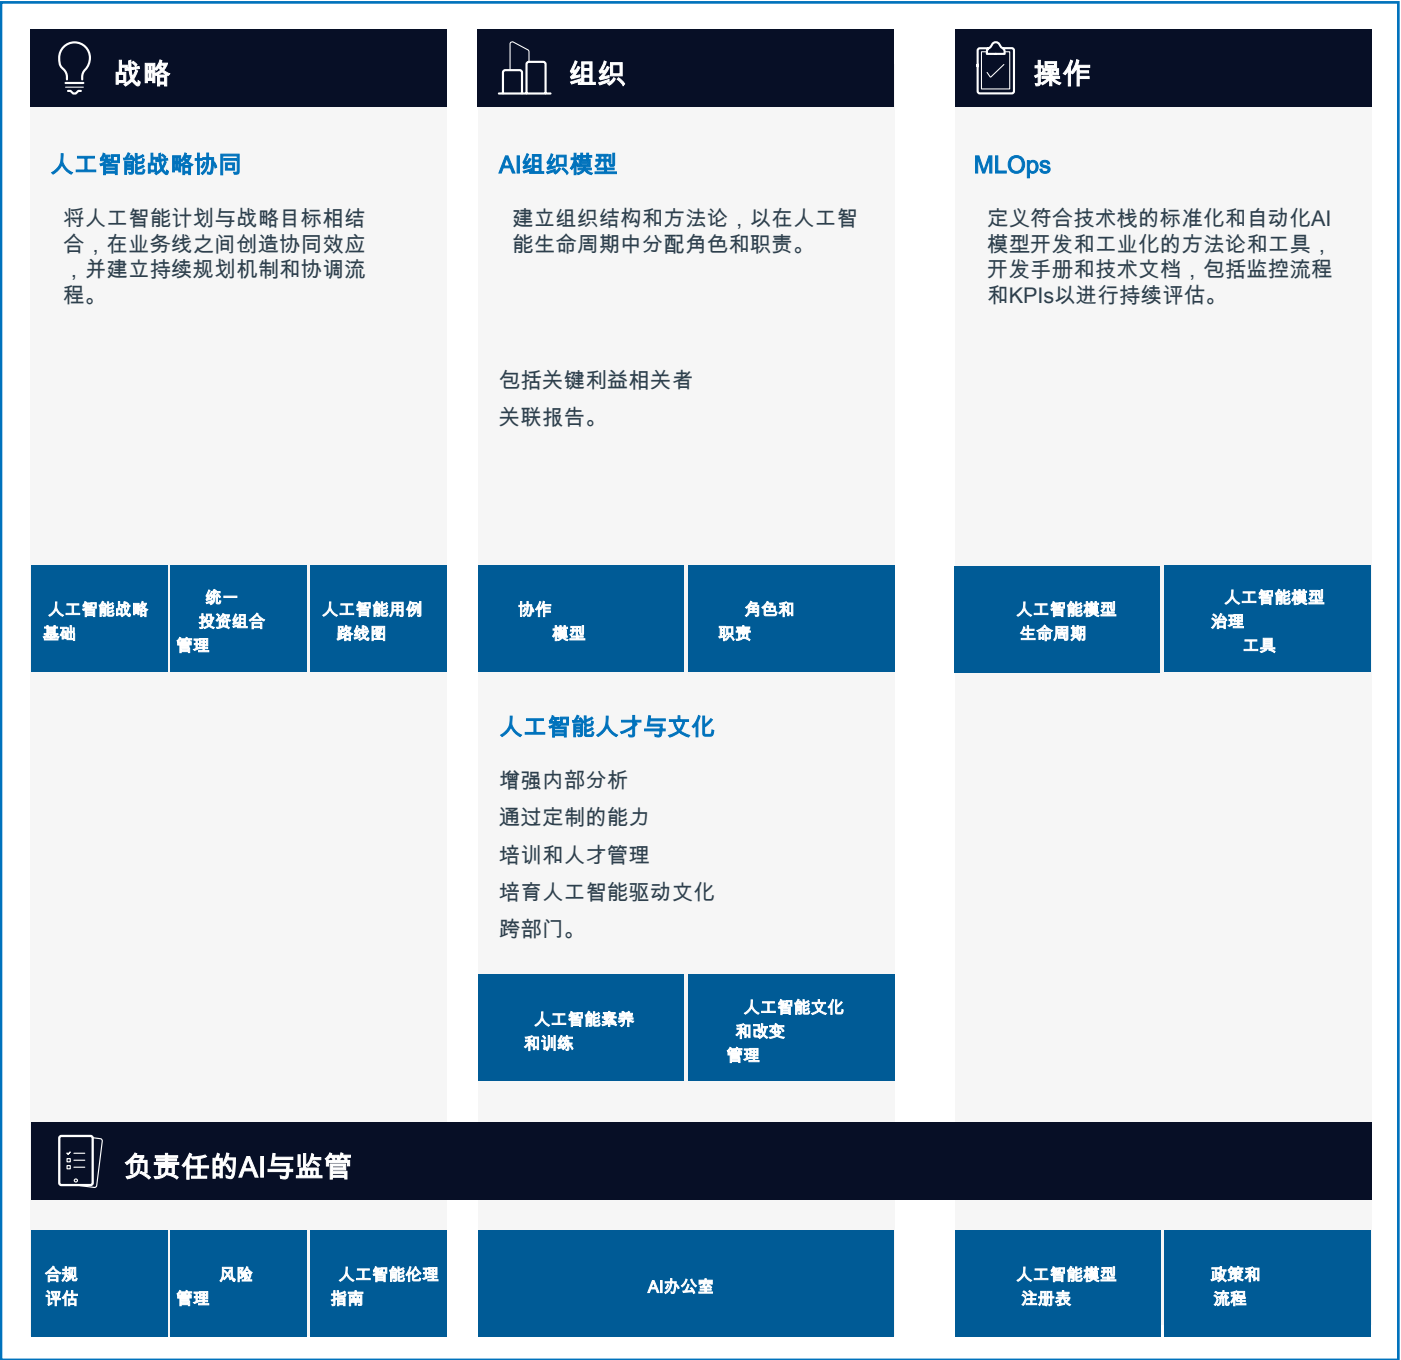 战略
人工智能战略协同
将人工智能计划与战略目标相结
合，在业务线之间创造协同效应
，并建立持续规划机制和协调流
程。
人工智能战略
基础
统一
投资组合
管理
人工智能用例
路线图
组织
AI组织模型
建立组织结构和方法论，以在人工智
能生命周期中分配角色和职责。
包括关键利益相关者
关联报告。
协作
模型
角色和
职责
人工智能人才与文化
增强内部分析
通过定制的能力
培训和人才管理
培育人工智能驱动文化
跨部门。
人工智能素养
和训练
人工智能文化
和改变
管理
操作
MLOps
定义符合技术栈的标准化和自动化AI
模型开发和工业化的方法论和工具，
开发手册和技术文档，包括监控流程
和KPIs以进行持续评估。
人工智能模型
生命周期
人工智能模型
治理
工具
负责任的AI与监管
合规
评估
风险
管理
人工智能伦理
指南
AI办公室
人工智能模型
注册表
政策和
流程